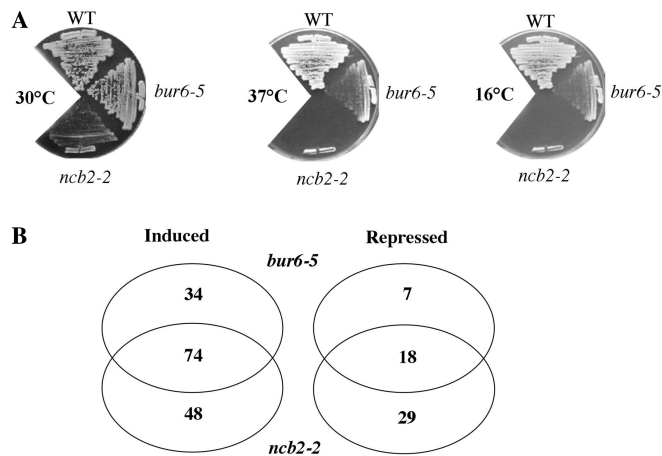 A
WT
30°C
bur6-5
ncb2-2
WT
37°C
bur6-5
ncb2-2
WT
16°C
bur6-5
ncb2-2
B
Induced
Repressed
bur6-5
34
7
74
18
48
29
ncb2-2